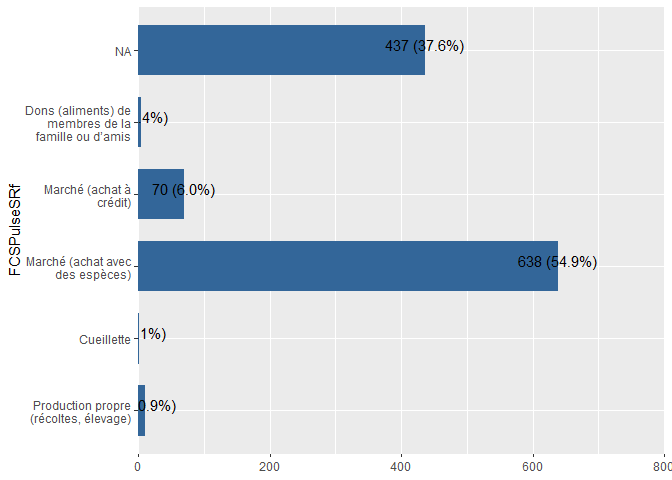 FCSPulseSRf
NA
437 (37.6%)
Dons (aliments) de
membres de la
famille ou d'amis
4%)
Marché (achat à
crédit)
70 (6.0%)
Marché (achat avec
des espèces)
638 (54.9%)
Cueillette
1%)
Production propre
(récoltes, élevage)
0.9%)
0 200 400 600 800